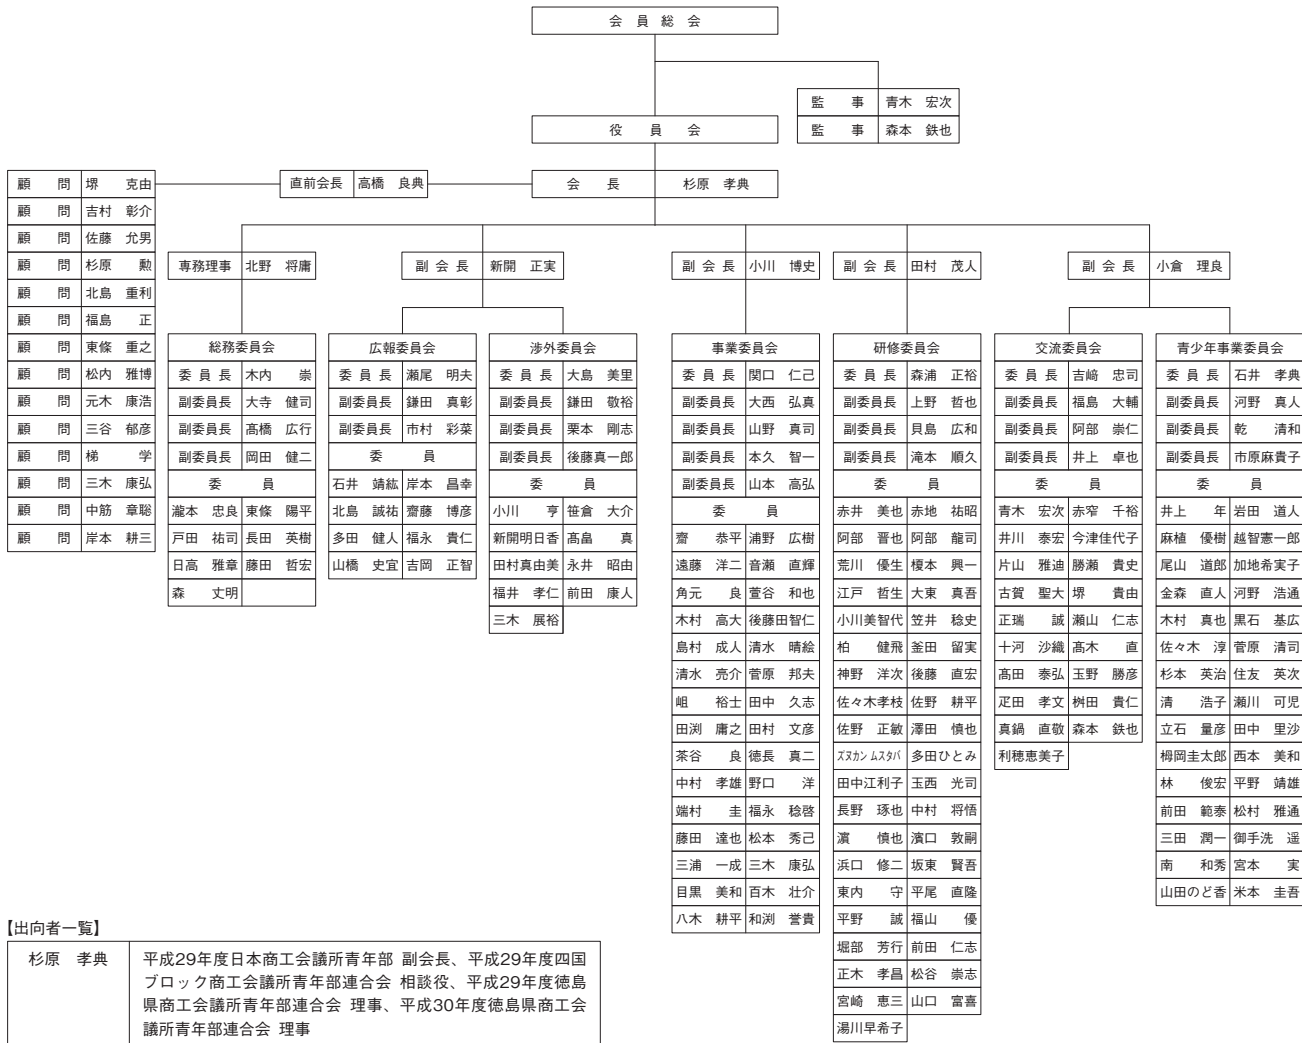 会　員　総　会
監　事　青木　宏次
監　事　森本　鉄也
役　員　会
会　長　杉原　孝典
直前会長　高橋　良典
顧　問　堺　克由
顧　問　吉村　彰介
顧　問　佐藤　允男
顧　問　杉原　勲
顧　問　北島　重利
顧　問　福島　正
顧　問　東條　重之
顧　問　松内　雅博
顧　問　元木　康浩
顧　問　三谷　郁彦
顧　問　梯　学
顧　問　三木　康弘
顧　問　中筋　章聡
顧　問　岸本　耕三
専務理事　北野　将庸
総務委員会
委 員 長　木内　崇
副委員長　大寺　健司
副委員長　髙橋　広行
副委員長　岡田　健二
委　員
瀧本　忠良　東條　陽平
戸田　祐司　長田　英樹
日高　雅章　藤田　哲宏
森　丈明
副 会 長　新開　正実
広報委員会
委 員 長　瀬尾　明夫
副委員長　鎌田　真彰
副委員長　市村　彩菜
委　員
石井　靖紘　岸本　昌幸
北島　誠祐　齋藤　博彦
多田　健人　福永　貴仁
山橋　史宜　吉岡　正智
渉外委員会
委 員 長　大島　美里
副委員長　鎌田　敬裕
副委員長　栗本　剛志
副委員長　後藤真一郎
委　員
小川　亨　笹倉　大介
新開明日香　髙畠　真
田村真由美　永井　昭由
福井　孝仁　前田　康人
三木　展裕
副 会 長　小川　博史
事業委員会
委 員 長　関口　仁己
副委員長　大西　弘真
副委員長　山野　真司
副委員長　本久　智一
副委員長　山本　高弘
委　員
齋　恭平　浦野　広樹
遠藤　洋二　音瀬　直輝
角元　良　萱谷　和也
木村　高大　後藤田智仁
島村　成人　清水　晴絵
清水　亮介　菅原　邦夫
岨　裕士　田中　久志
田渕　庸之　田村　文彦
茶谷　良　徳長　真二
中村　孝雄　野口　洋
端村　圭　福永　稔啓
藤田　達也　松本　秀己
三浦　一成　三木　康弘
目黒　美和　百木　壮介
八木　耕平　和渕　誉貴
副 会 長　田村　茂人
研修委員会
委 員 長　森浦　正裕
副委員長　上野　哲也
副委員長　貝島　広和
副委員長　滝本　順久
委　員
赤井　美也　赤地　祐昭
阿部　晋也　阿部　龍司
荒川　優生　榎本　興一
江戸　哲生　大東　真吾
小川美智代　笠井　稔史
柏　健飛　釜田　留実
神野　洋次　後藤　直宏
佐々木孝枝　佐野　耕平
佐野　正敏　澤田　慎也
ズヌカン ムスタバ　多田ひとみ
田中江利子　玉西　光司
長野　琢也　中村　将悟
濵　慎也　濱口　敦嗣
浜口　修二　坂東　賢吾
東内　守　平尾　直隆
平野　誠　福山　優
堀部　芳行　前田　仁志
正木　孝昌　松谷　崇志
宮崎　恵三　山口　富喜
湯川早希子
副 会 長　小倉　理良
交流委員会
委 員 長　吉﨑　忠司
副委員長　福島　大輔
副委員長　阿部　崇仁
副委員長　井上　卓也
委　員
青木　宏次　赤窄　千裕
井川　泰宏　今津佳代子
片山　雅迪　勝瀬　貴史
古賀　聖大　堺　貴由
正瑞　誠　瀬山　仁志
十河　沙織　髙木　直
髙田　泰弘　玉野　勝彦
疋田　孝文　桝田　貴仁
真鍋　直敬　森本　鉄也
利穂恵美子
青少年事業委員会
委 員 長　石井　孝典
副委員長　河野　真人
副委員長　乾　清和
副委員長　市原麻貴子
委　員
井上　年　岩田　道人
麻植　優樹　越智憲一郎
尾山　道郎　加地希実子
金森　直人　河野　浩通
木村　真也　黒石　基広
佐々木　淳　菅原　清司
杉本　英治　住友　英次
清　浩子　瀬川　可児
立石　量彦　田中　里沙
栂岡圭太郎　西本　美和
林　俊宏　平野　靖雄
前田　範泰　松村　雅通
三田　潤一　御手洗　遥
南　和秀　宮本　実
山田のど香　米本　圭吾
【出向者一覧】
杉原　孝典　平成29年度日本商工会議所青年部 副会長、平成29年度四国
ブロック商工会議所青年部連合会 相談役、平成29年度徳島
県商工会議所青年部連合会 理事、平成30年度徳島県商工会
議所青年部連合会 理事